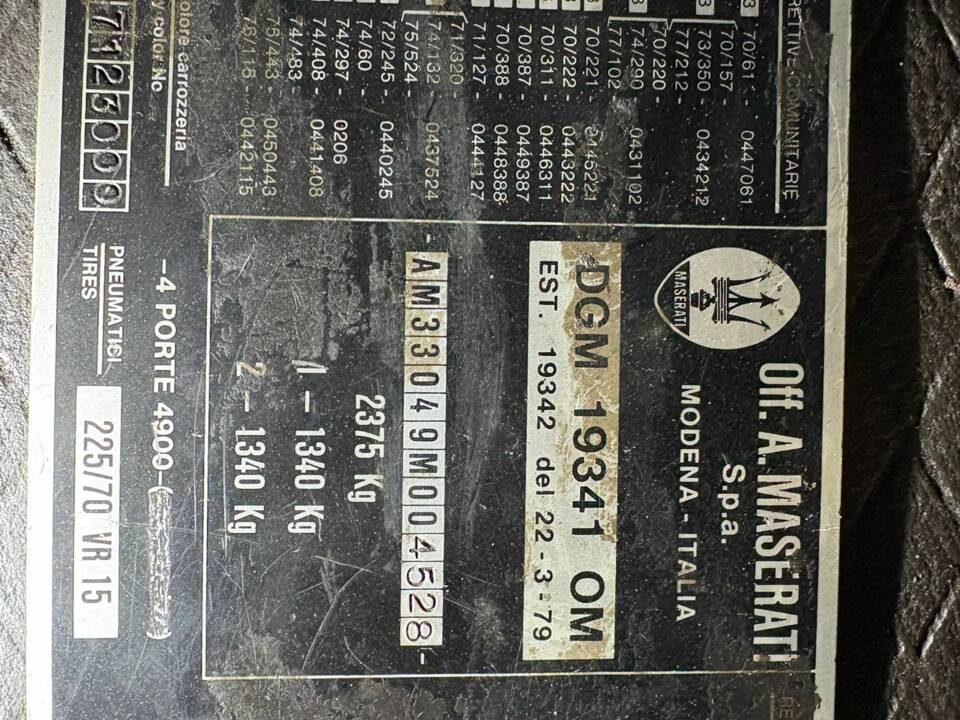 COMUNITARIE
70/61 - 0447061
70/157 -
73/350 - 0434212
77/212 -
70/220 -
74/290 - 0431102
77/102
70/221 - 0445221
70/222 - 0443222
70/311 - 0446311
70/387 - 0449387
70/388 - 0448388
71/127 - 0444127
71/320
74/132 - 0437524
75/524 -
72/245 - 0440245
74/60
74/297 - 0206
74/408 - 0441408
74/483 -
75/443 - 0450443
76/115 - 0442115
carrozzeria
color No
MASERATI
Off. A. MASERATI
S.p.a.
MODENA - ITALIA
DGM 19341 OM
EST. 19342 del 22-3-79
- AM33049M004528 -
2375 Kg
1 - 1340 Kg
2 - 1340 Kg
- 4 PORTE 4900 -
PNEUMATICI
TIRES
225/70 VR 15